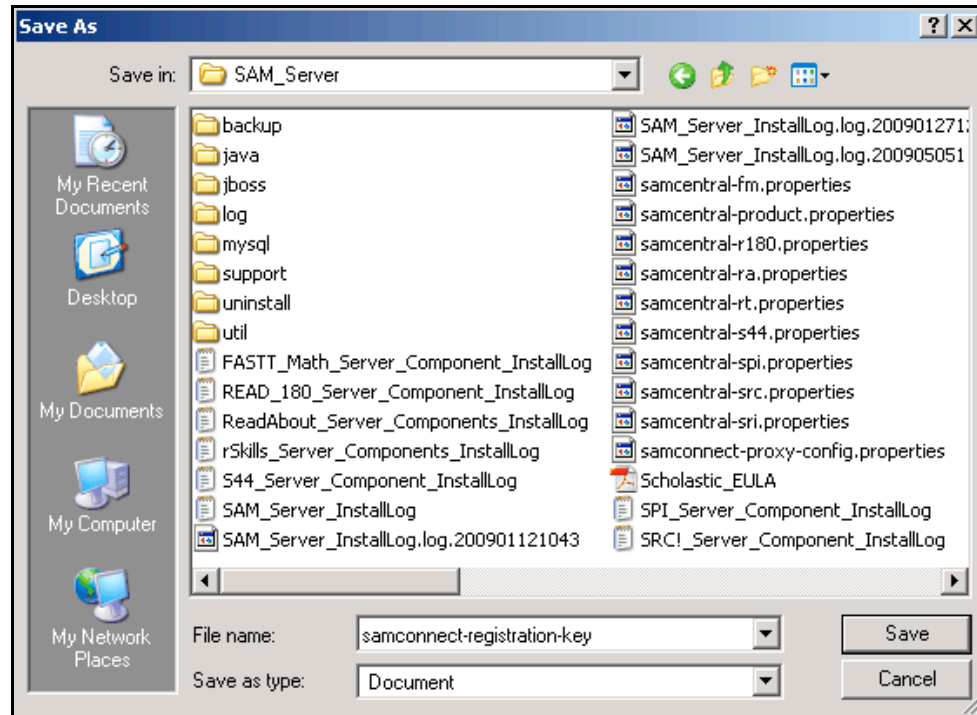 Save As
Save in:
SAM_Server
My Recent
Documents
Desktop
My Documents
My Computer
My Network
Places
backup
java
jboss
log
mysql
support
uninstall
util
FASTT_Math_Server_Component_InstallLog
READ_180_Server_Component_InstallLog
ReadAbout_Server_Components_InstallLog
rSkills_Server_Components_InstallLog
S44_Server_Component_InstallLog
SAM_Server_InstallLog
SAM_Server_InstallLog.log.200901121043
SAM_Server_InstallLog.log.200901271
SAM_Server_InstallLog.log.200905051
samcentral-fm.properties
samcentral-product.properties
samcentral-r180.properties
samcentral-ra.properties
samcentral-rt.properties
samcentral-s44.properties
samcentral-spi.properties
samcentral-src.properties
samcentral-sri.properties
samconnect-proxy-config.properties
Scholastic_EULA
SPI_Server_Component_InstallLog
SRC!_Server_Component_InstallLog
File name:
samconnect-registration-key
Save
Save as type:
Document
Cancel